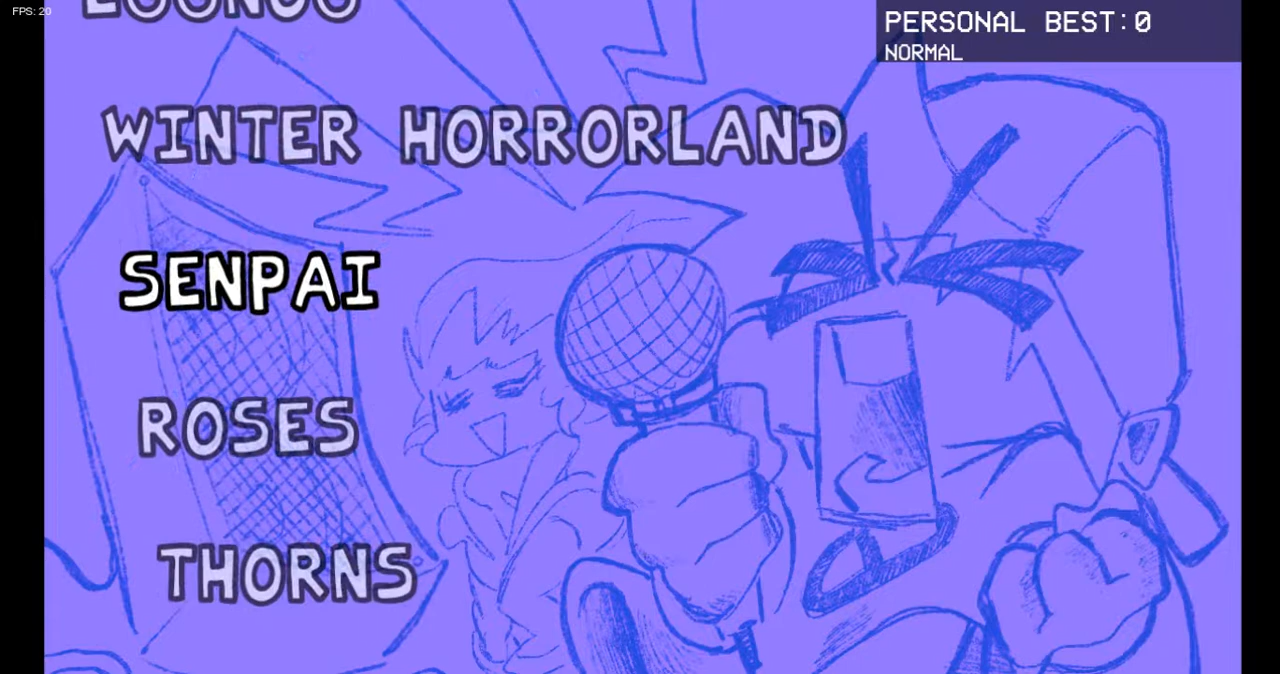 FPS: 20
PERSONAL BEST:0
NORMAL
WINTER HORRORLAND
SENPAI
ROSES
THORNS